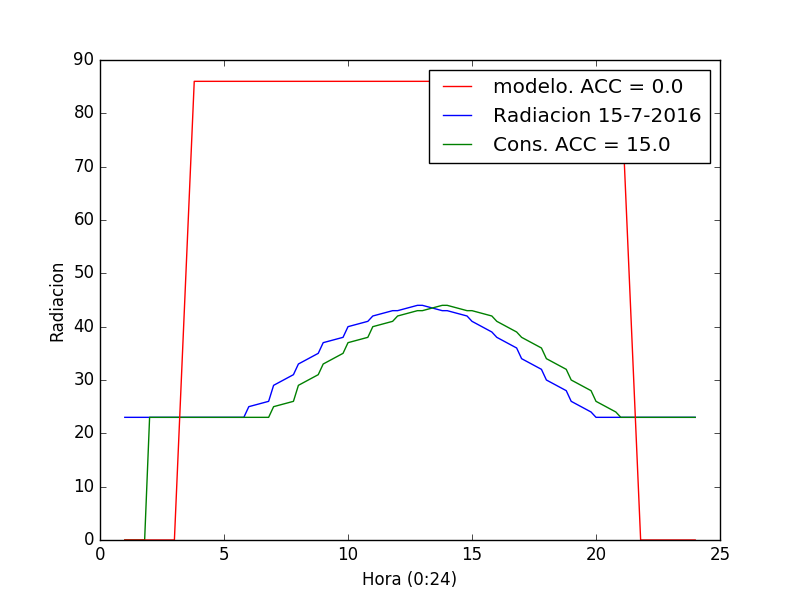 90
80
70
60
50
40
30
20
10
0
Radiacion
modelo. ACC = 0.0
Radiacion 15-7-2016
Cons. ACC = 15.0
0 5 10 15 20 25
Hora (0:24)